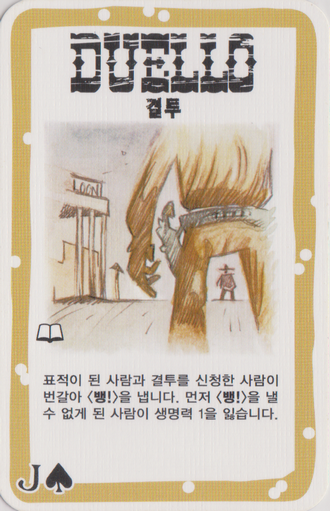 DUELLO
결투
LOON
표적이 된 사람과 결투를 신청한 사람이
번갈아 〈뱅!〉을 냅니다. 먼저 〈뱅!〉을 낼
수 없게 된 사람이 생명력 1을 잃습니다.
J♠